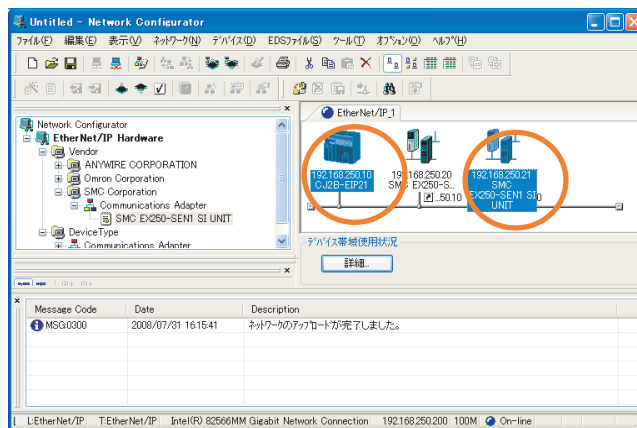 Untitled - Network Configurator
ファイル(F) 編集(E) 表示(V) ネットワーク(N) デバイス(D) EDSファイル(S) ツール(T) オプション(O) ヘルプ(H)
EtherNet/IP_1
Network Configurator
EtherNet/IP Hardware
Vendor
ANYWIRE CORPORATION
Omron Corporation
SMC Corporation
Communications Adapter
SMC EX250-SEN1 SI UNIT
DeviceType
Communications Adapter
192.168.250.10
CJ2B-EIP21
192.168.250.20
SMC EX250-S...
...50.10
192.168.250.21
SMC
EX250-SEN1 SI
UNIT
デバイス帯域使用状況
詳細...
Message Code Date Description
MSG:0300 2008/07/31 16:15:41 ネットワークのアップロードが完了しました。
L:EtherNet/IP T:EtherNet/IP Intel(R) 82566MM Gigabit Network Connection 192.168.250.200 100M On-line